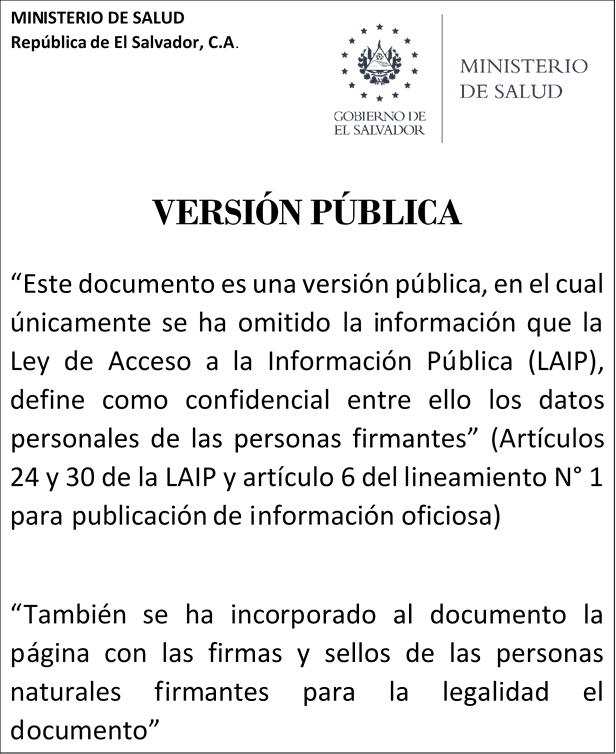 MINISTERIO DE SALUD
República de El Salvador, C.A.
GOBIERNO DE
EL SALVADOR
MINISTERIO
DE SALUD
VERSIÓN PÚBLICA
“Este documento es una versión pública, en el cual
únicamente se ha omitido la información que la
Ley de Acceso a la Información Pública (LAIP),
define como confidencial entre ello los datos
personales de las personas firmantes” (Artículos
24 y 30 de la LAIP y artículo 6 del lineamiento N° 1
para publicación de información oficiosa)
“También se ha incorporado al documento la
página con las firmas y sellos de las personas
naturales firmantes para la legalidad el
documento”